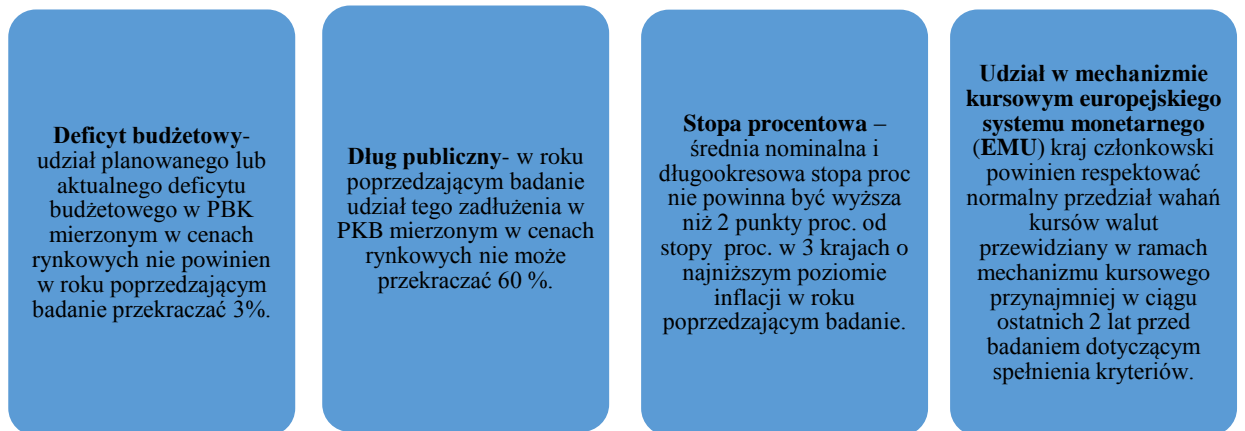 Deficyt budżetowy-
udział planowanego lub
aktualnego deficytu
budżetowego w PBK
mierzonym w cenach
rynkowych nie powinien
w roku poprzedzającym
badanie przekraczać 3%.
Dług publiczny- w roku
poprzedzającym badanie
udział tego zadłużenia w
PKB mierzonym w cenach
rynkowych nie może
przekraczać 60 %.
Stopa procentowa –
średnia nominalna i
długookresowa stopa proc
nie powinna być wyższa
niż 2 punkty proc. od
stopy proc. w 3 krajach o
najniższym poziomie
inflacji w roku
poprzedzającym badanie.
Udział w mechanizmie
kursowym europejskiego
systemu monetarnego
(EMU) kraj członkowski
powinien respektować
normalny przedział wahań
kursów walut
przewidziany w ramach
mechanizmu kursowego
przynajmniej w ciągu
ostatnich 2 lat przed
badaniem dotyczącym
spełnienia kryteriów.